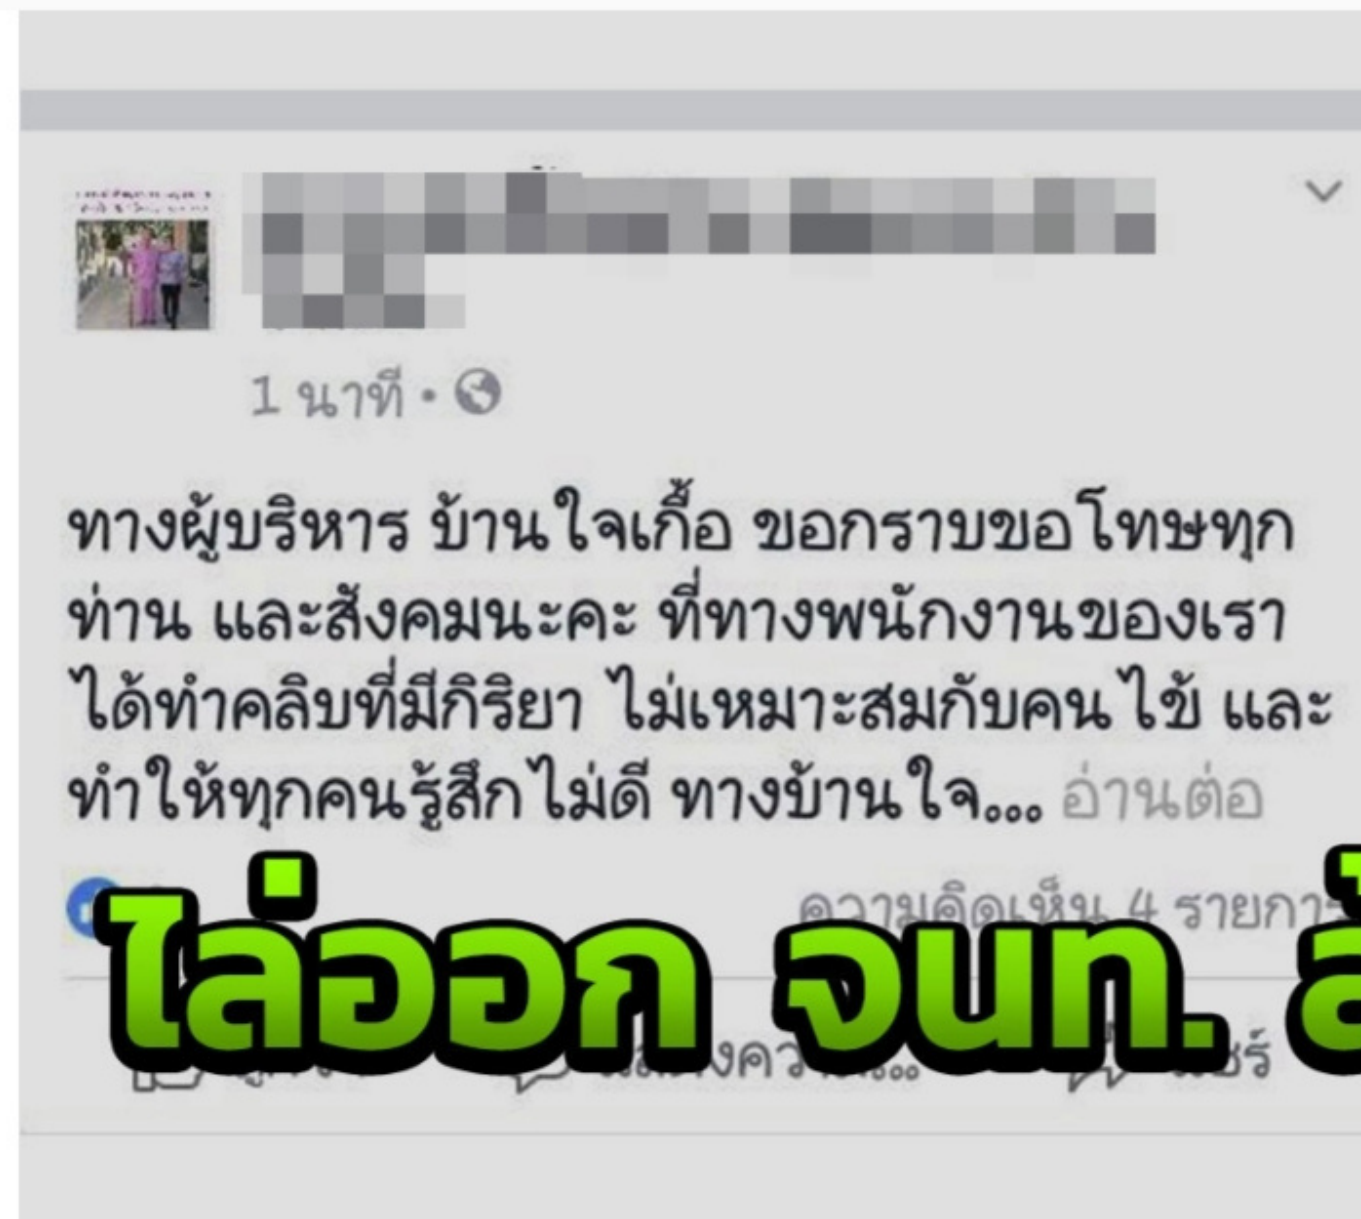 1 นาที •
ทางผู้บริหาร บ้านใจเกื้อ ขอกราบขอโทษทุก
ท่าน และสังคมนะคะ ที่ทางพนักงานของเรา
ได้ทำคลิบที่มีกิริยา ไม่เหมาะสมกับคนไข้ และ
ทำให้ทุกคนรู้สึกไม่ดี ทางบ้านใจ... อ่านต่อ
ความคิดเห็น 4 รายการ
ไล่ออก จนท.